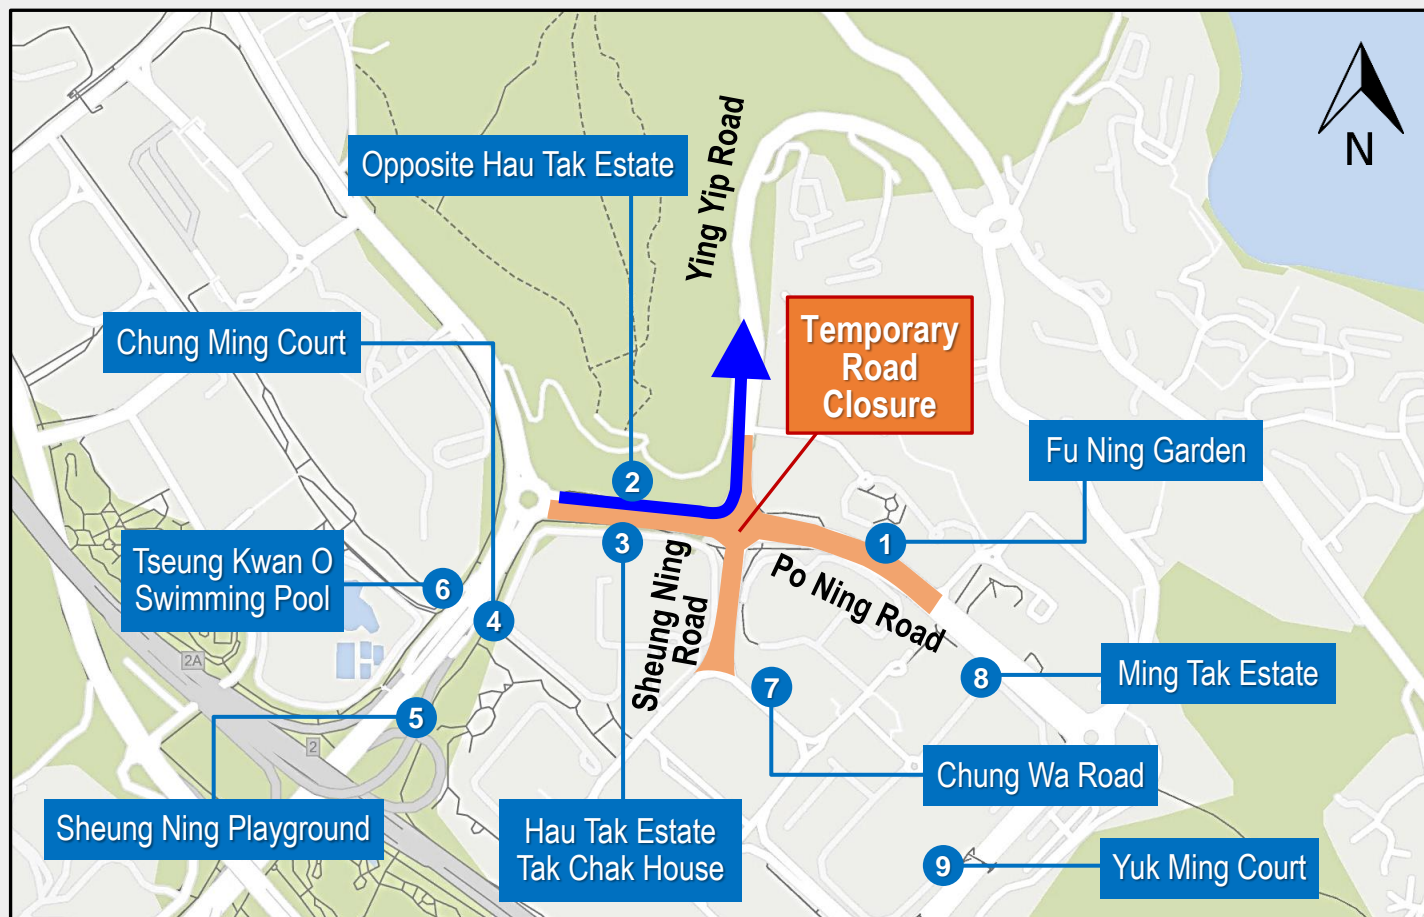 Opposite Hau Tak Estate
Ying Yip Road
N
Chung Ming Court
Temporary
Road
Closure
Fu Ning Garden
2
1
3
Tseung Kwan O
Swimming Pool
6
4
Sheung Ning
Road
Po Ning Road
2A
7
8
Ming Tak Estate
5
2
Chung Wa Road
Sheung Ning Playground
Hau Tak Estate
Tak Chak House
9
Yuk Ming Court